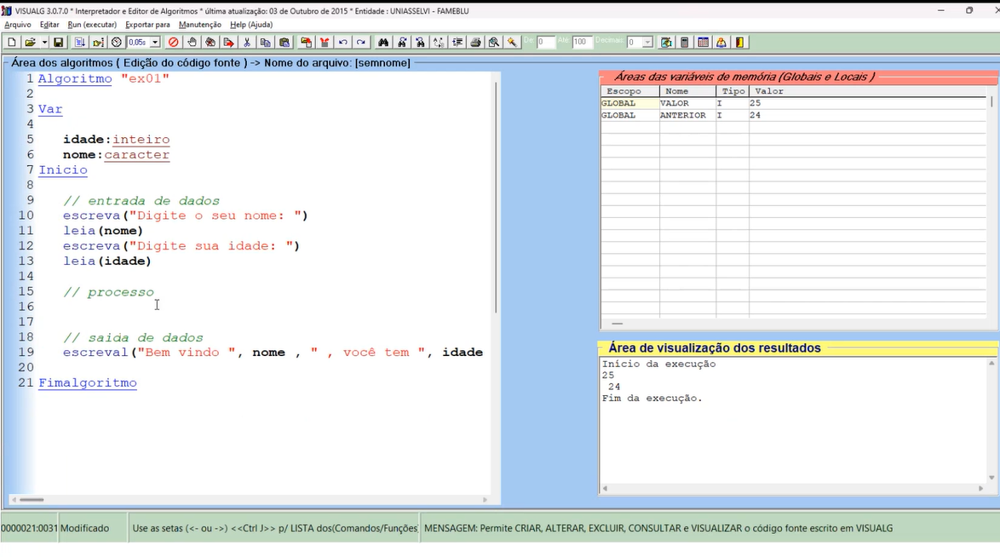 VISUALG 3.0.7.0 * Interpretador e Editor de Algoritmos * última atualização: 03 de Outubro de 2015 * Entidade : UNIASSELVI - FAMEBLU
Arquivo Editar Run (executar) Exportar para Manutenção Help (Ajuda)
0,05s De: 0 Até: 100 Decimais: 0
Área dos algoritmos ( Edição do código fonte ) -> Nome do arquivo: [semnome]
1 Algoritmo "ex01"
2
3 Var
4
5 idade:inteiro
6 nome:caracter
7 Inicio
8
9 // entrada de dados
10 escreva("Digite o seu nome: ")
11 leia(nome)
12 escreva("Digite sua idade: ")
13 leia(idade)
14
15 // processo
16
17
18 // saida de dados
19 escreval("Bem vindo ", nome , " , você tem ", idade
20
21 Fimalgoritmo
Áreas das variáveis de memória (Globais e Locais )
Escopo Nome Tipo Valor
GLOBAL VALOR I 25
GLOBAL ANTERIOR I 24
Área de visualização dos resultados
Início da execução
25
24
Fim da execução.
0000021:0031 Modificado Use as setas (<- ou ->) <<Ctrl J>> p/ LISTA dos(Comandos/Funções) MENSAGEM: Permite CRIAR, ALTERAR, EXCLUIR, CONSULTAR e VISUALIZAR o código fonte escrito em VISUALG